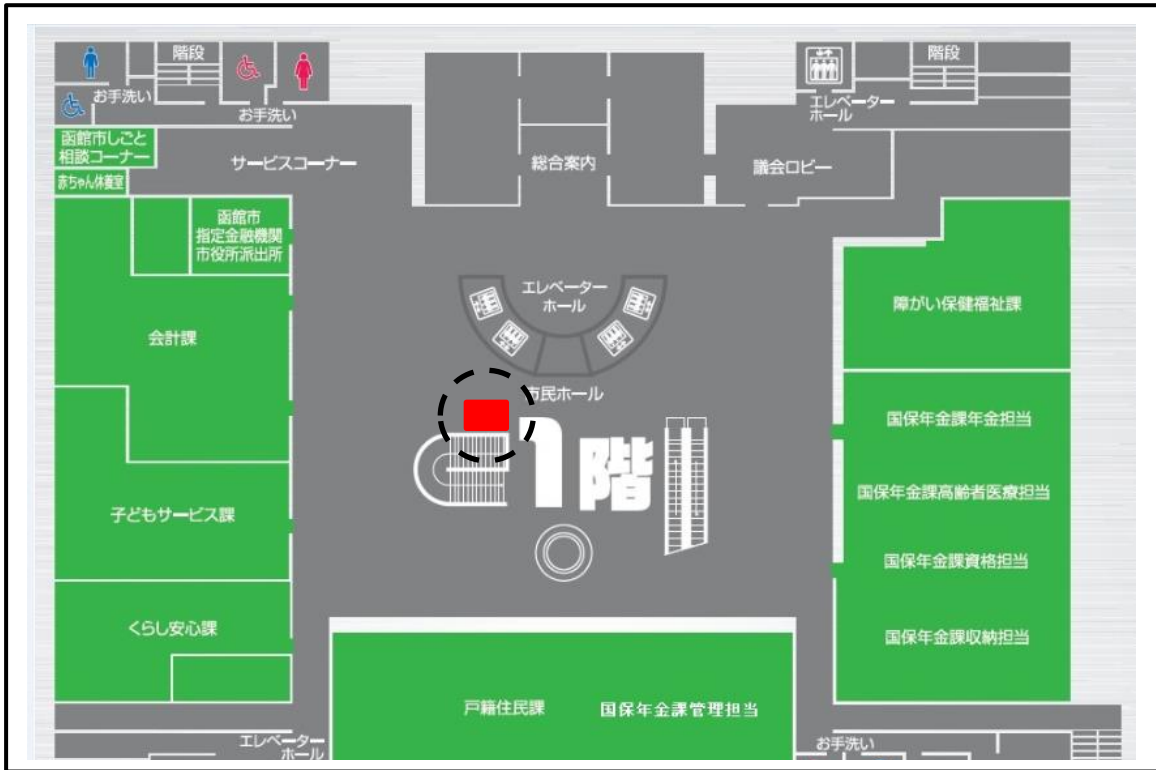 階段
お手洗い
お手洗い
函館市しごと
相談コーナー
赤ちゃん休養室
サービスコーナー
総合案内
議会ロビー
エレベーター
ホール
階段
函館市
指定金融機関
市役所派出所
会計課
子どもサービス課
くらし安心課
エレベーター
ホール
市民ホール
1階
障がい保健福祉課
国保年金課年金担当
国保年金課高齢者医療担当
国保年金課資格担当
国保年金課収納担当
戸籍住民課
国保年金課管理担当
エレベーター
ホール
お手洗い